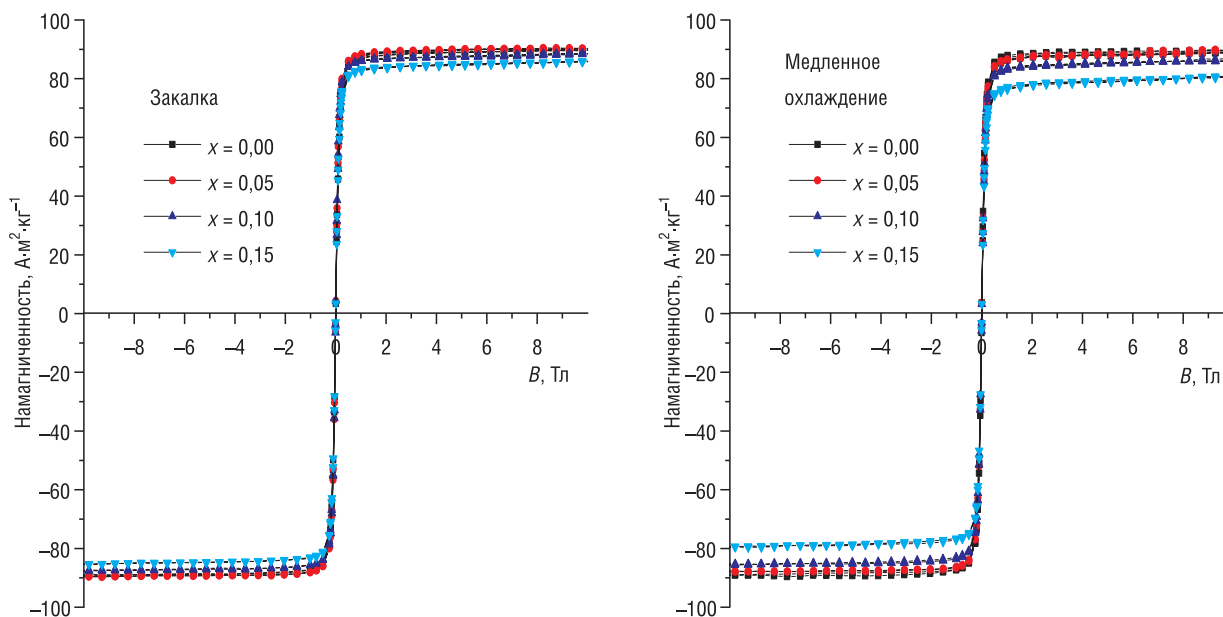 Намагниченность, А·м²·кг⁻¹
100
80
60
40
20
0
−20
−40
−60
−80
−100
Закалка
x = 0,00
x = 0,05
x = 0,10
x = 0,15
−8 −6 −4 −2 0 2 4 6 8
B, Тл
Намагниченность, А·м²·кг⁻¹
100
80
60
40
20
0
−20
−40
−60
−80
−100
Медленное
охлаждение
x = 0,00
x = 0,05
x = 0,10
x = 0,15
−8 −6 −4 −2 0 2 4 6 8
B, Тл